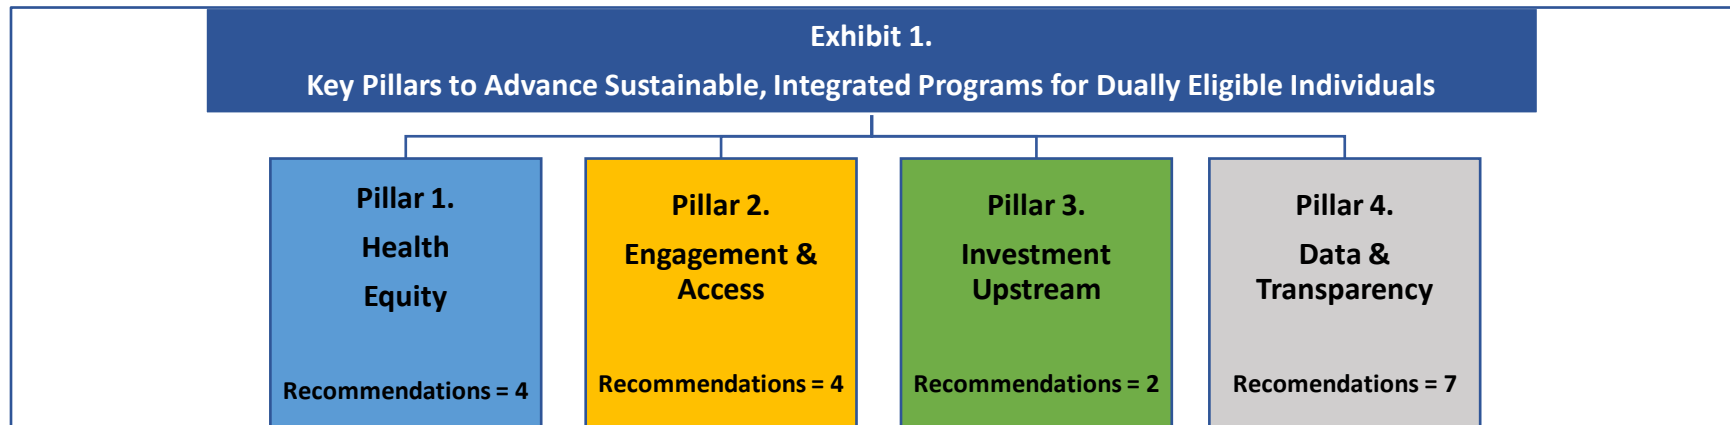 Exhibit 1.
Key Pillars to Advance Sustainable, Integrated Programs for Dually Eligible Individuals
Pillar 1.
Health
Equity
Recommendations = 4
Pillar 2.
Engagement &
Access
Recommendations = 4
Pillar 3.
Investment
Upstream
Recommendations = 2
Pillar 4.
Data &
Transparency
Recomendations = 7